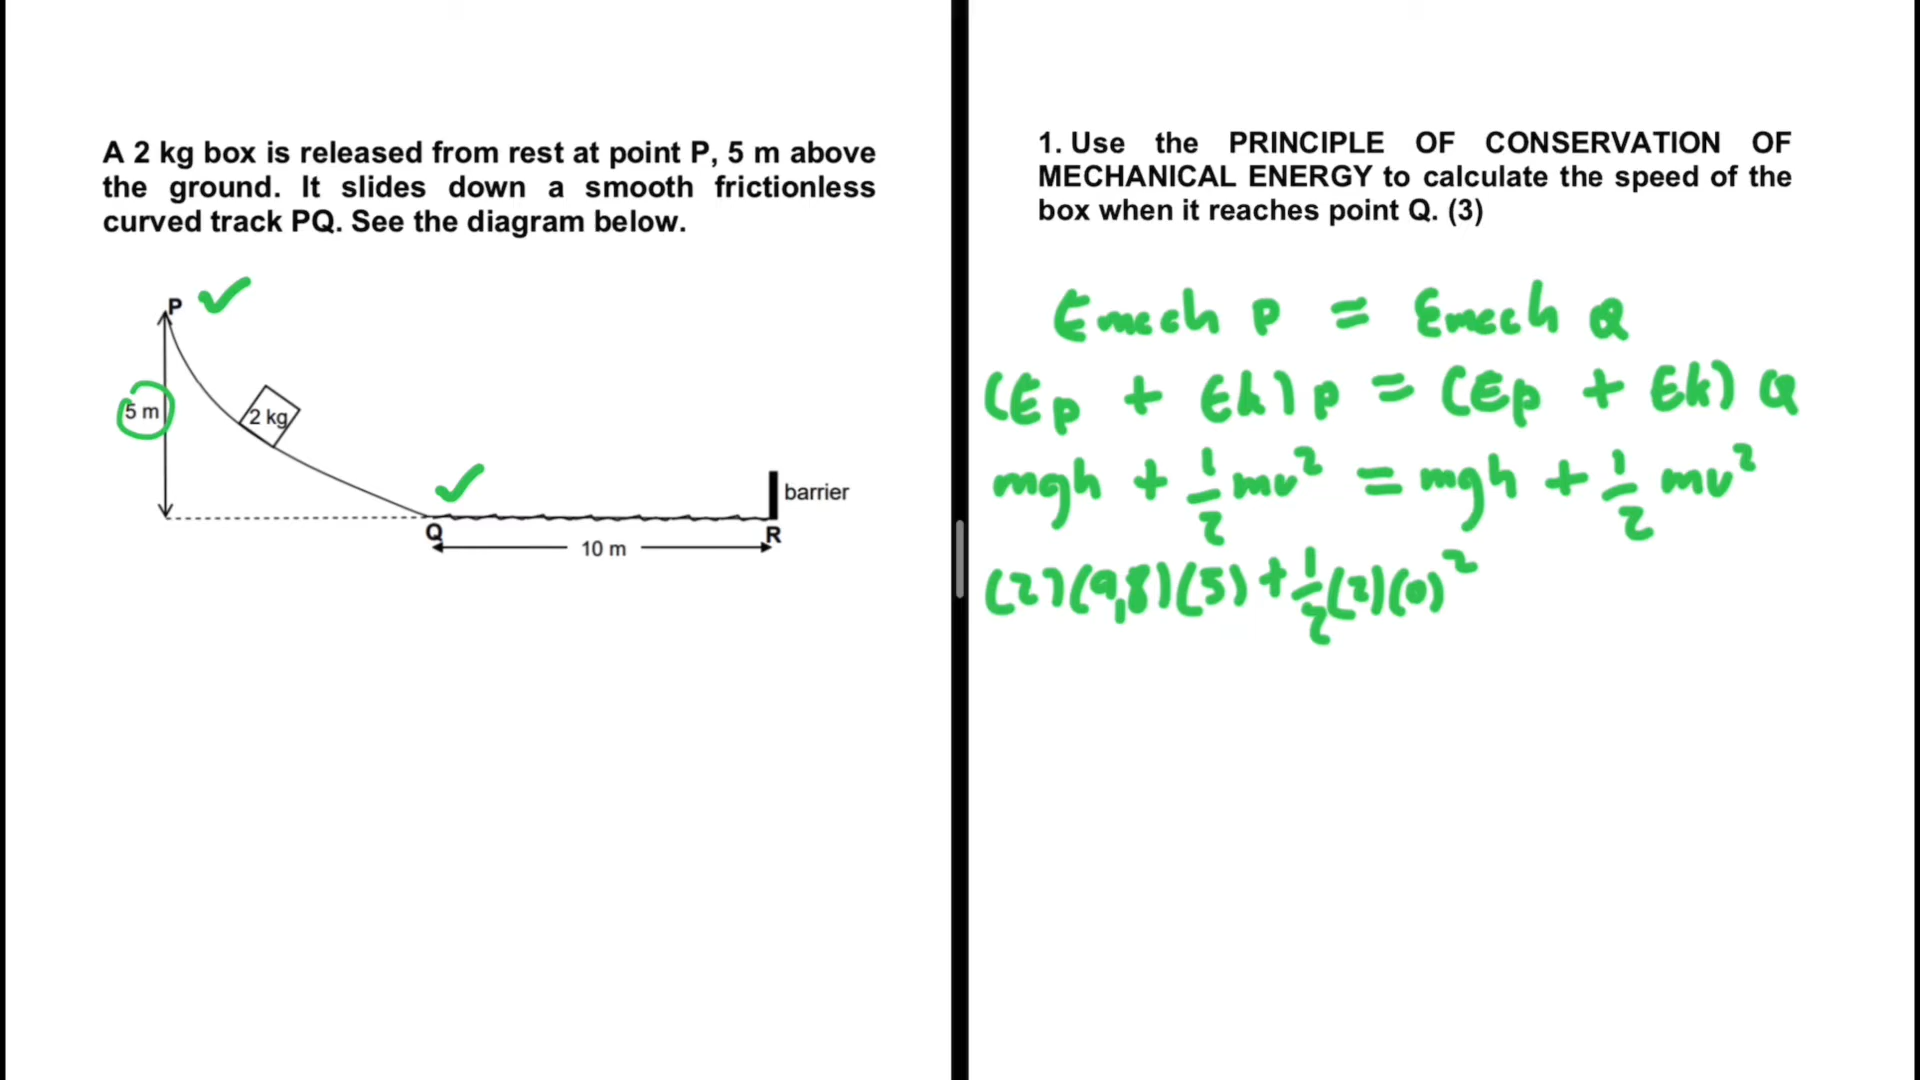 A 2 kg box is released from rest at point P, 5 m above
the ground. It slides down a smooth frictionless
curved track PQ. See the diagram below.
P
5 m
2 kg
barrier
Q
R
10 m
1. Use the PRINCIPLE OF CONSERVATION OF
MECHANICAL ENERGY to calculate the speed of the
box when it reaches point Q. (3)
Emech P = Emech Q
(Ep + Ek) P = (Ep + Ek) Q
mgh + 1/2 mv² = mgh + 1/2 mv²
(2)(9,8)(5) + 1/2 (2)(0)²